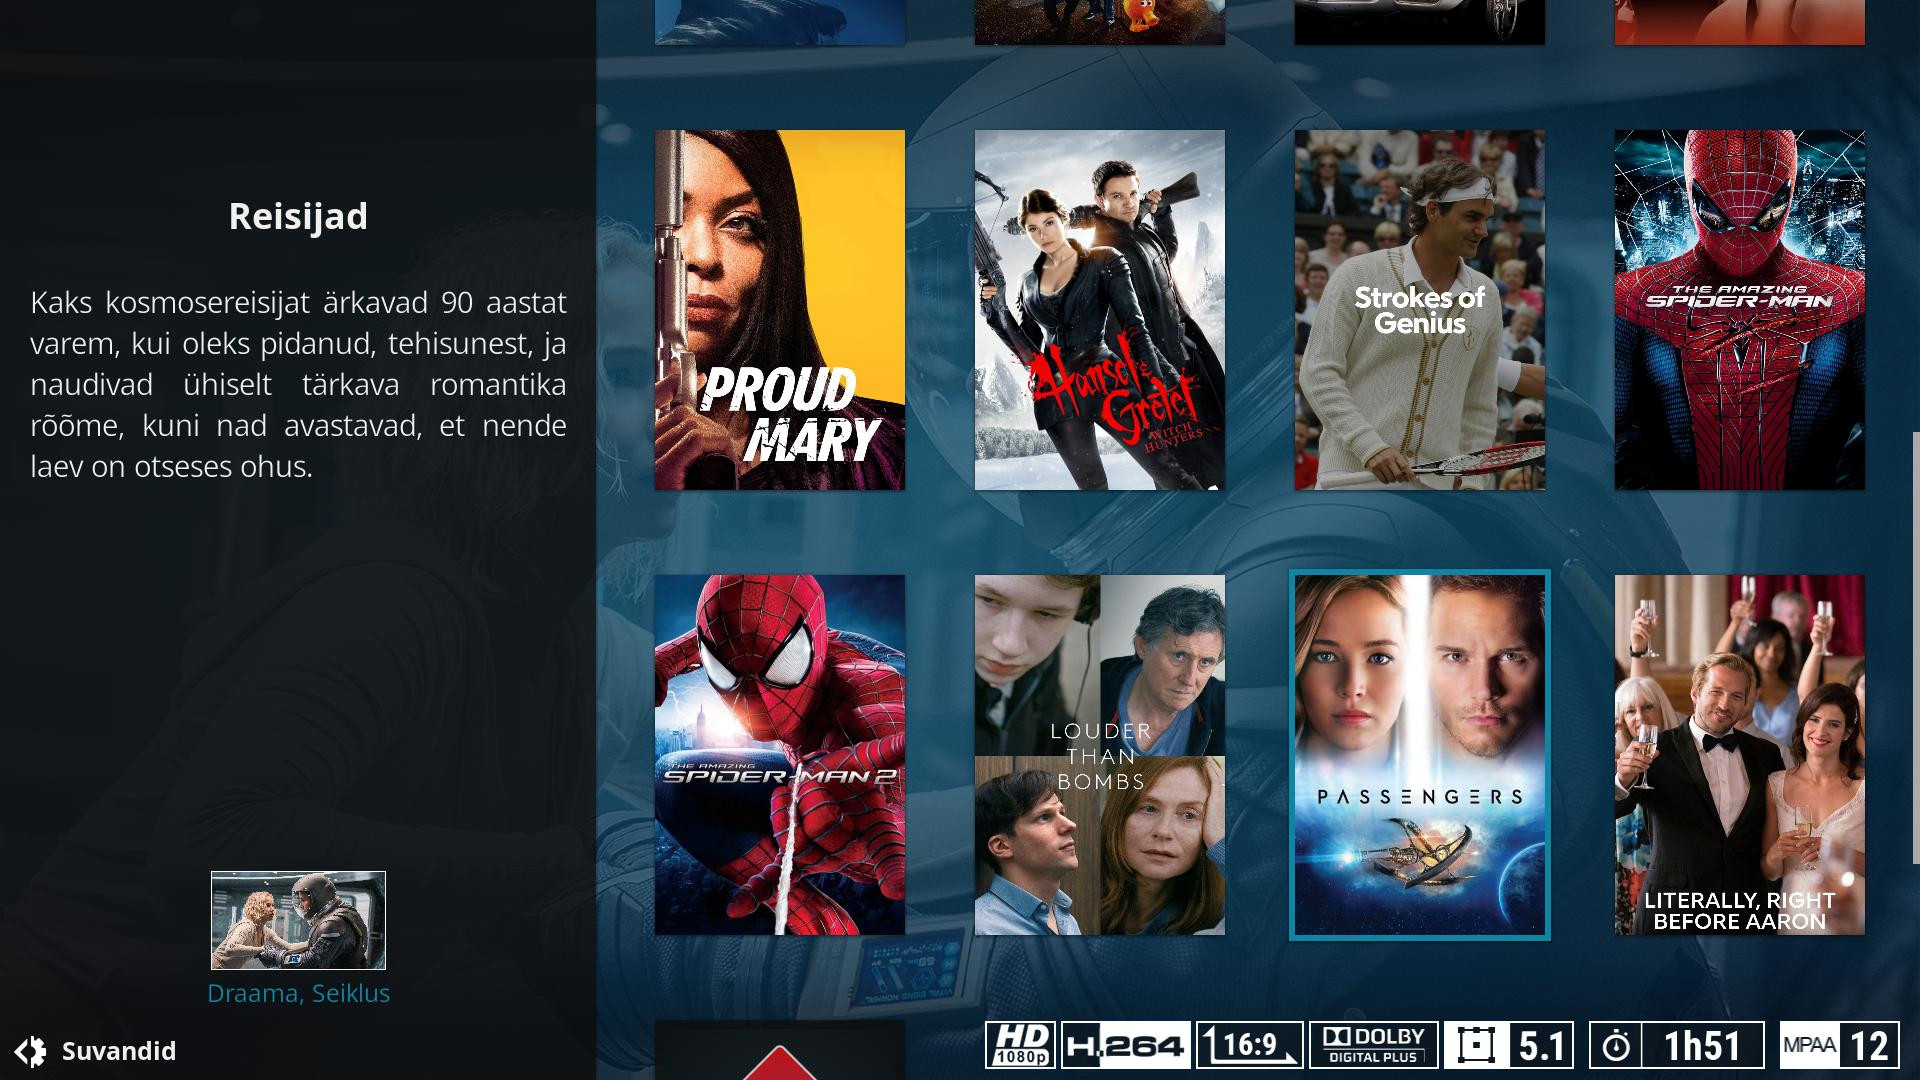 Reisijad
Kaks kosmosereisijat ärkavad 90 aastat
varem, kui oleks pidanud, tehisunest, ja
naudivad ühiselt tärkava romantika
rõõme, kuni nad avastavad, et nende
laev on otseses ohus.
Draama, Seiklus
Suvandid
PROUD
MARY
Hansel &
Gretel
WITCH
HUNTERS
Strokes of
Genius
THE AMAZING
SPIDER-MAN
THE AMAZING
SPIDER-MAN 2
LOUDER
THAN
BOMBS
PASSENGERS
LITERALLY, RIGHT
BEFORE AARON
HD
1080p
H.264
16:9
DOLBY
DIGITAL PLUS
5.1
1h51
MPAA 12